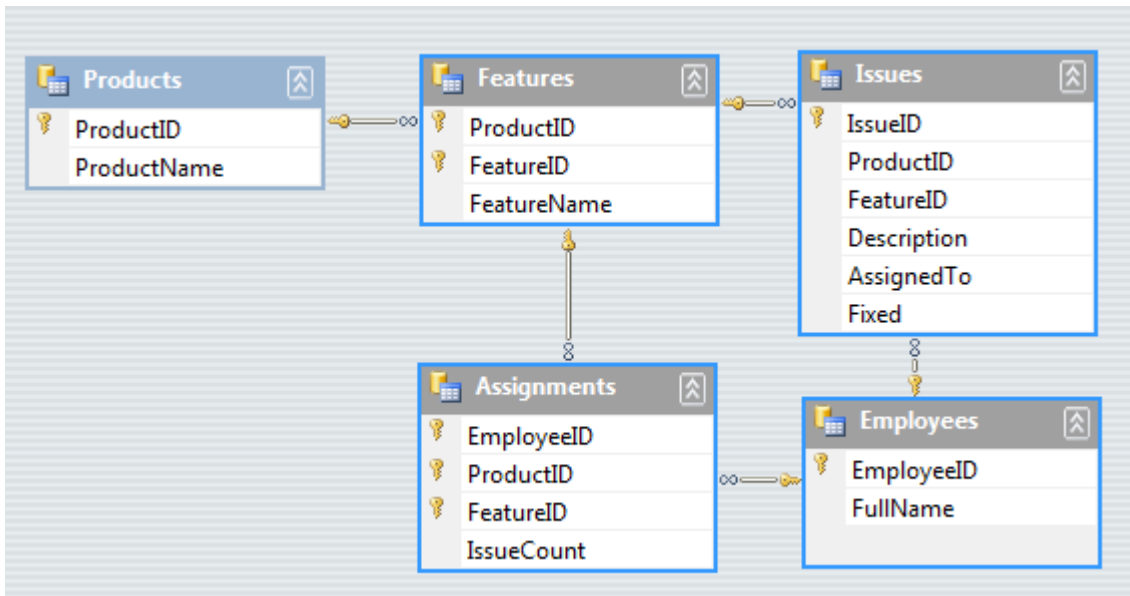 Products
ProductID
ProductName
Features
ProductID
FeatureID
FeatureName
Issues
IssueID
ProductID
FeatureID
Description
AssignedTo
Fixed
Assignments
EmployeeID
ProductID
FeatureID
IssueCount
Employees
EmployeeID
FullName